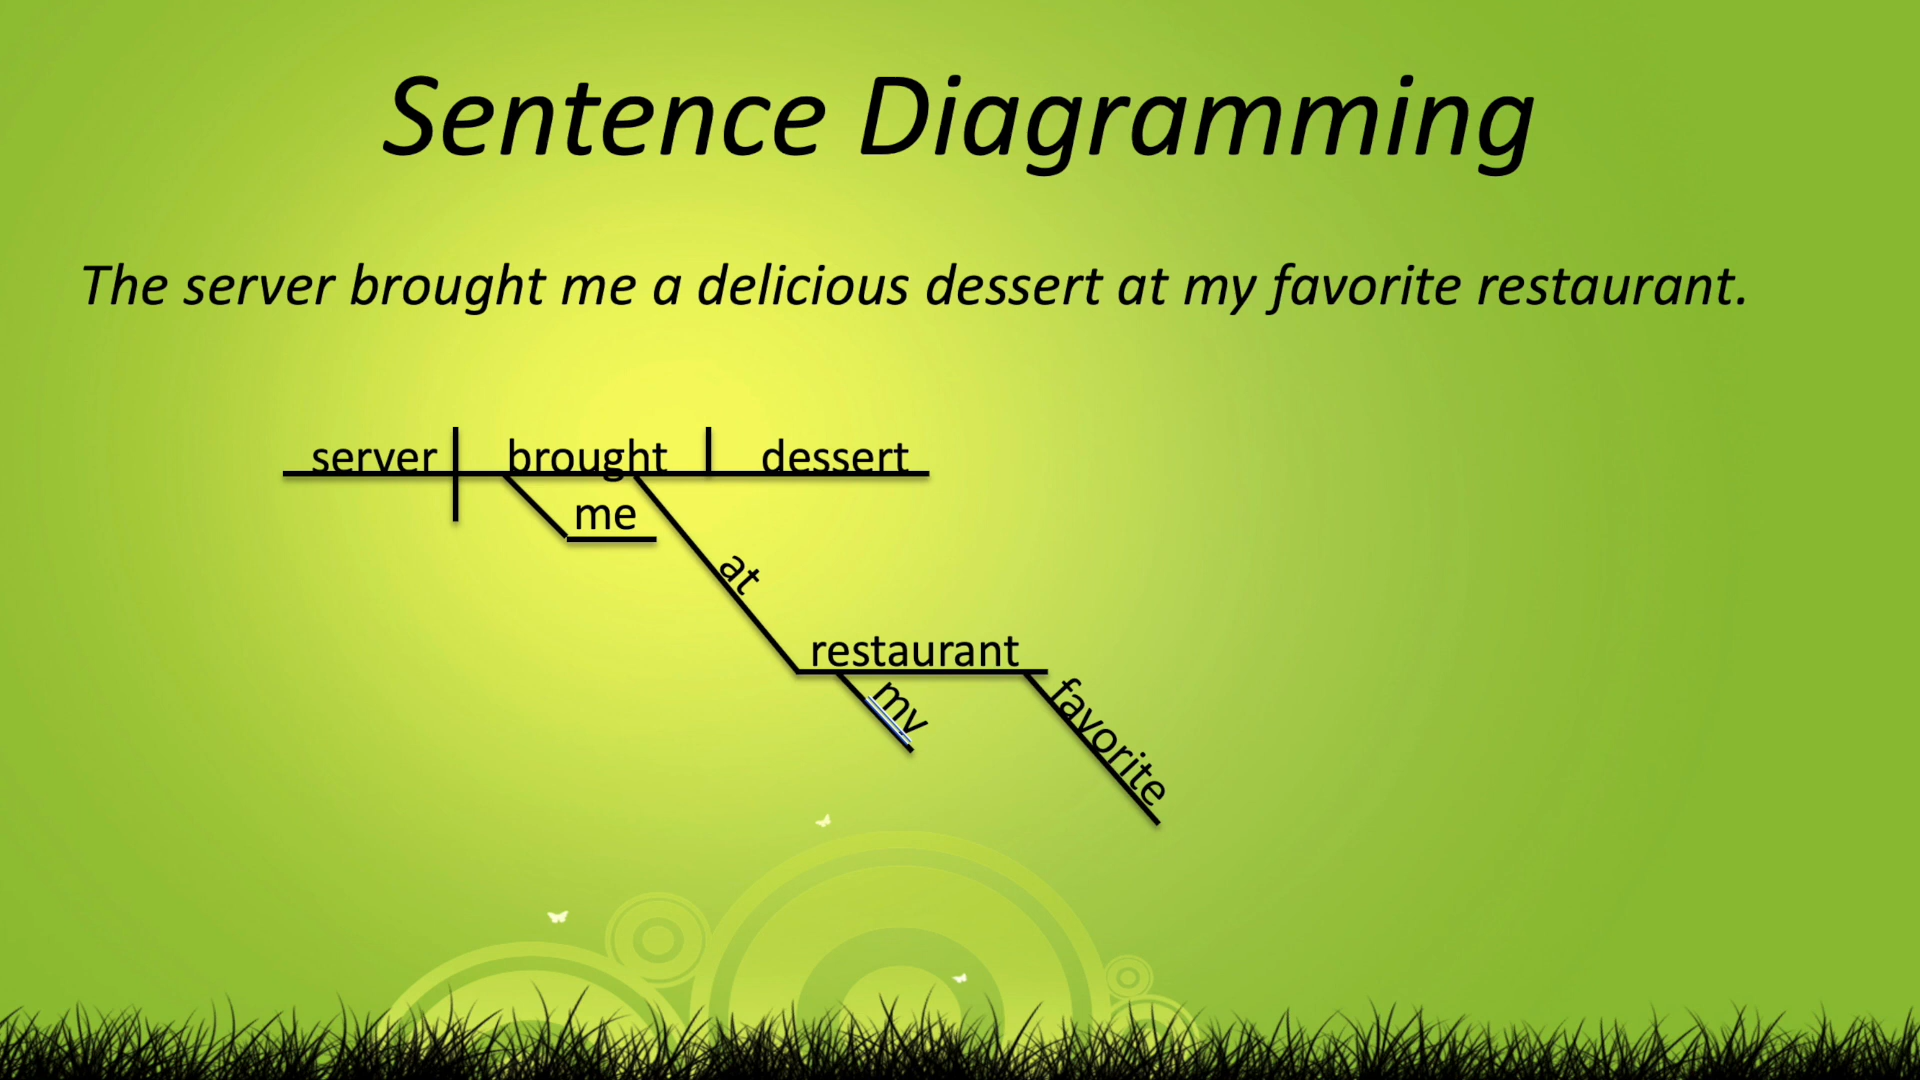 Sentence Diagramming
The server brought me a delicious dessert at my favorite restaurant.
server brought dessert
me
at
restaurant
my
favorite